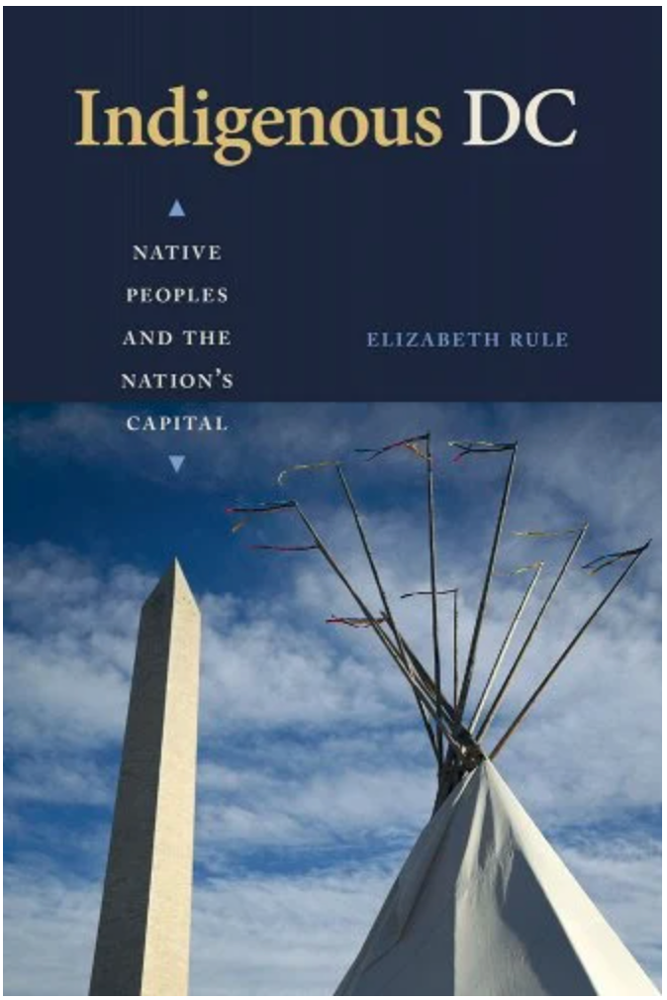 Indigenous DC
NATIVE
PEOPLES
AND THE
NATION'S
CAPITAL
ELIZABETH RULE